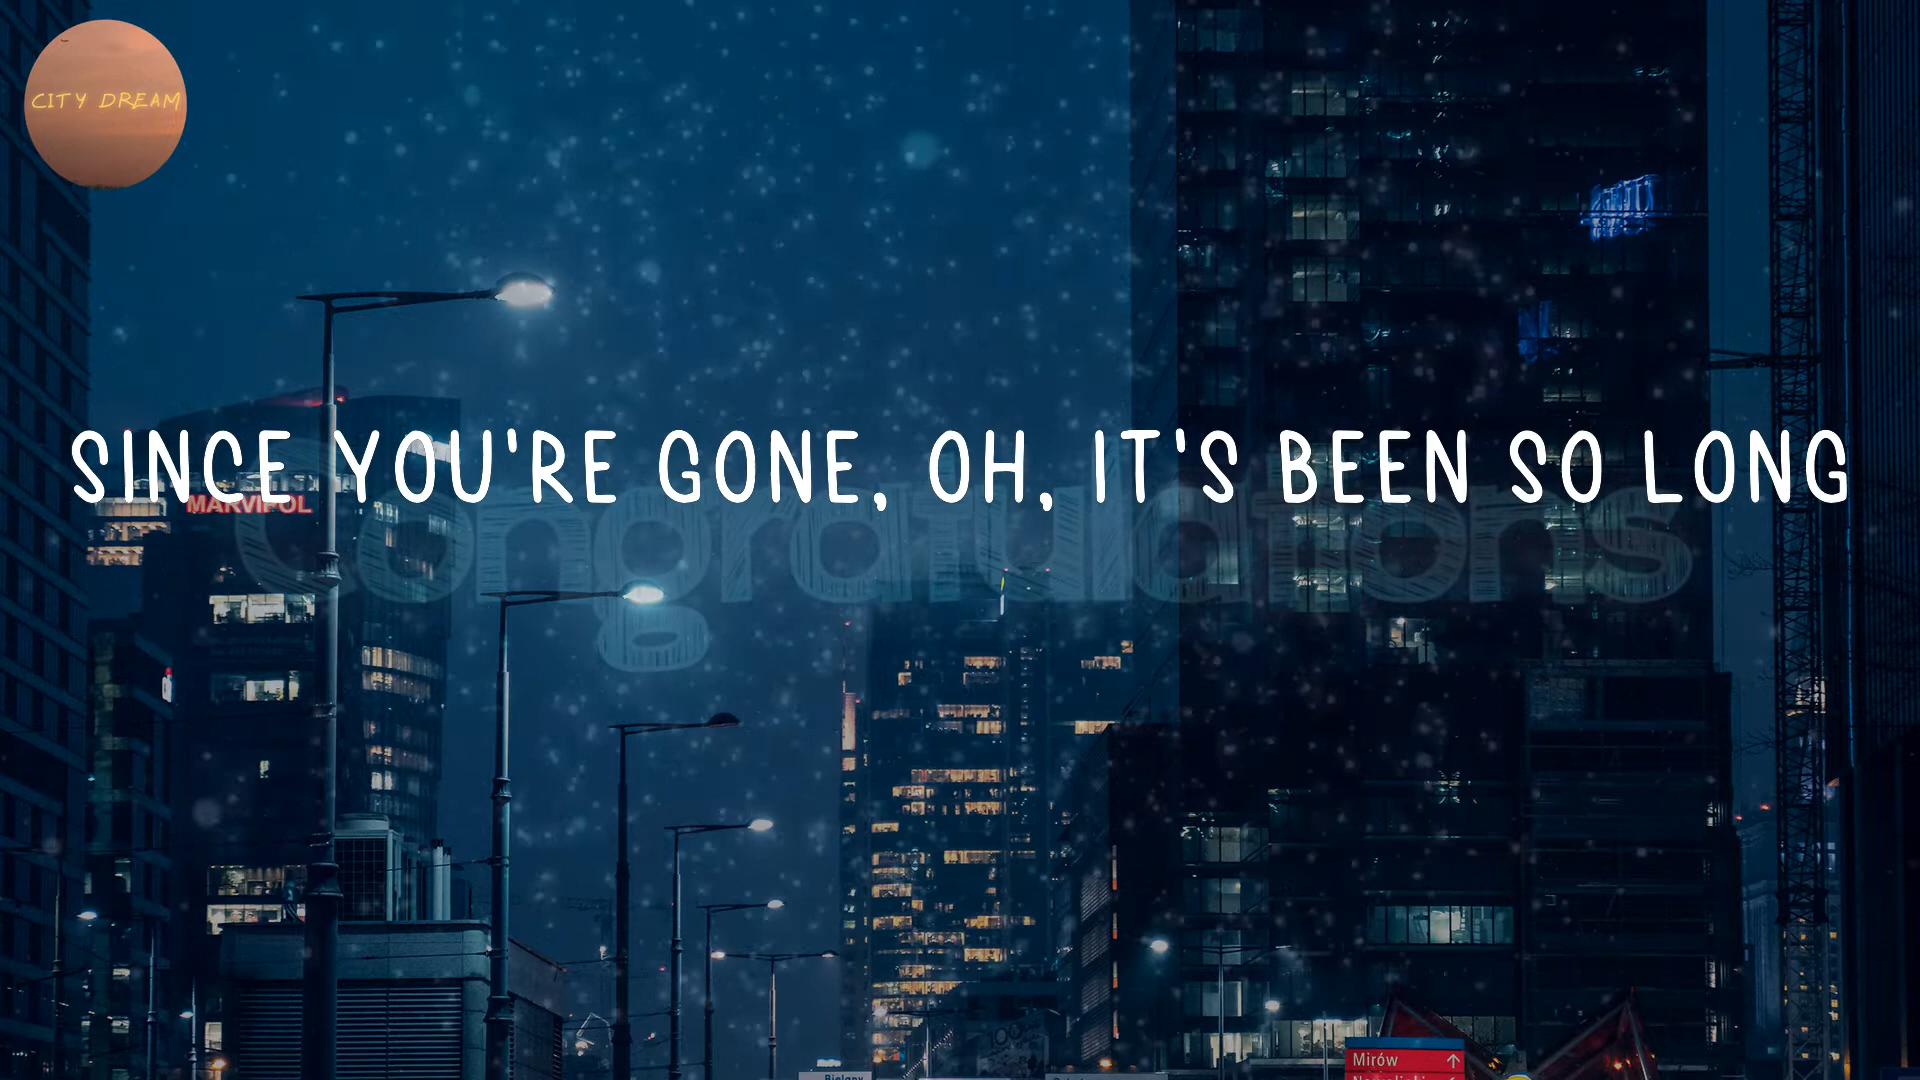 CITY DREAM
SINCE YOU'RE GONE, OH, IT'S BEEN SO LONG
MARVIPOL
Congratulations
Mirów